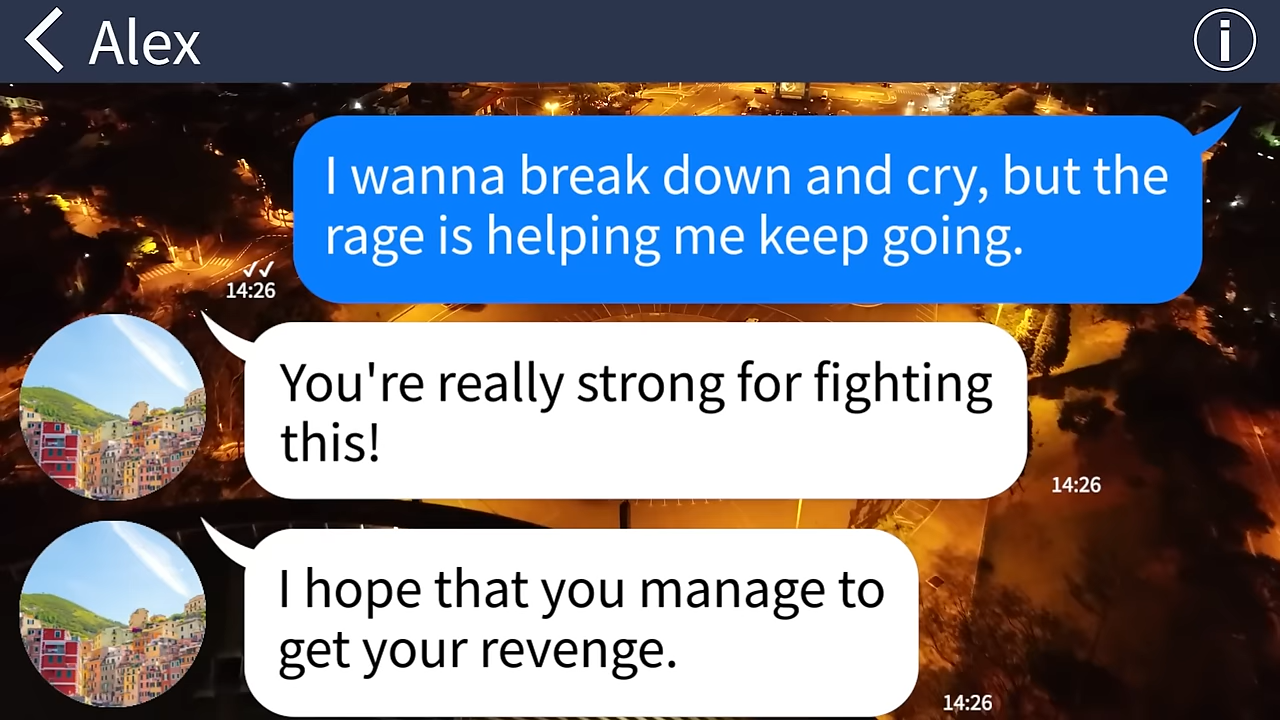 Alex
I wanna break down and cry, but the
rage is helping me keep going.
14:26
You're really strong for fighting
this!
14:26
I hope that you manage to
get your revenge.
14:26